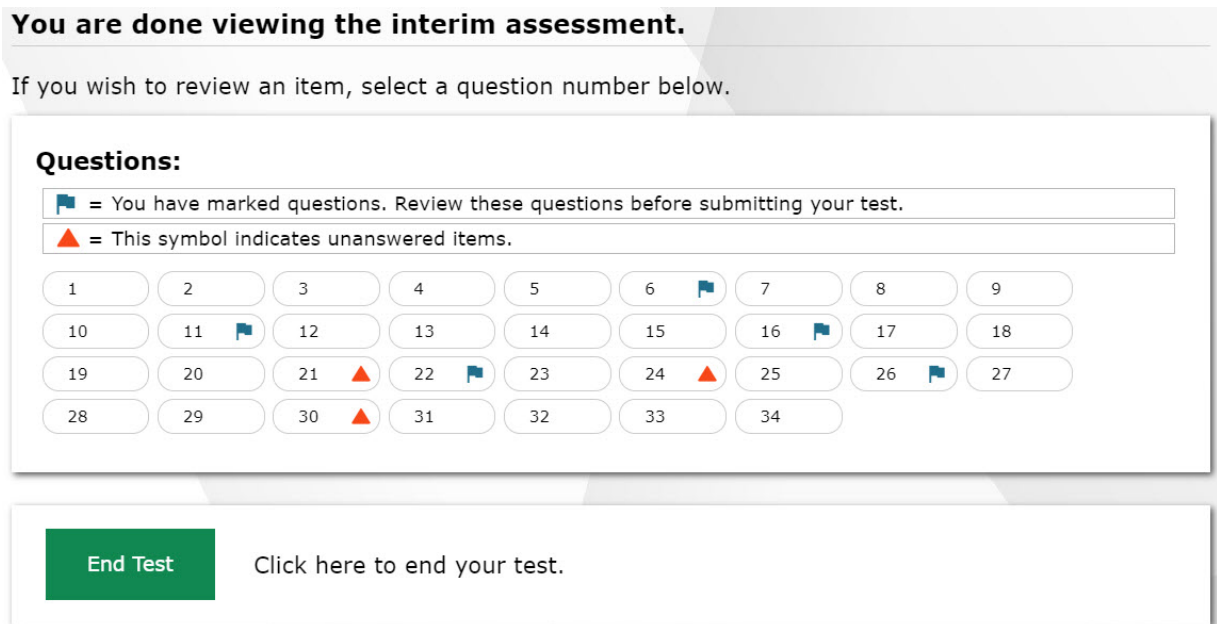 You are done viewing the interim assessment.
If you wish to review an item, select a question number below.
Questions:
= You have marked questions. Review these questions before submitting your test.
= This symbol indicates unanswered items.
1 2 3 4 5 6 7 8 9
10 11 12 13 14 15 16 17 18
19 20 21 22 23 24 25 26 27
28 29 30 31 32 33 34
End Test Click here to end your test.